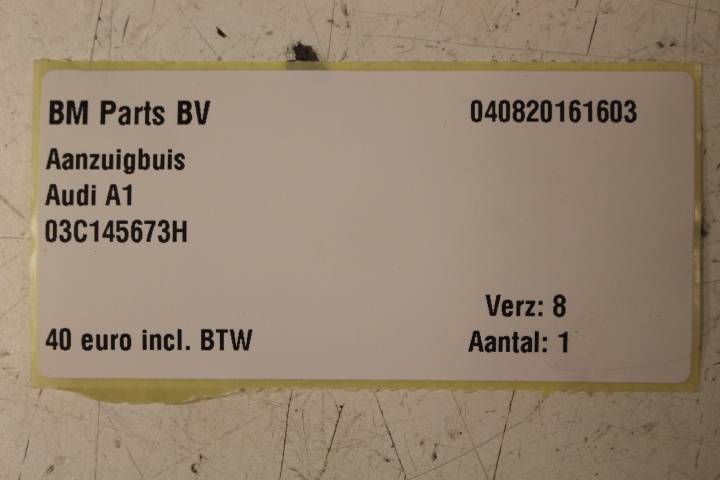 BM Parts BV 040820161603
Aanzuigbuis
Audi A1
03C145673H
Verz: 8
40 euro incl. BTW Aantal: 1